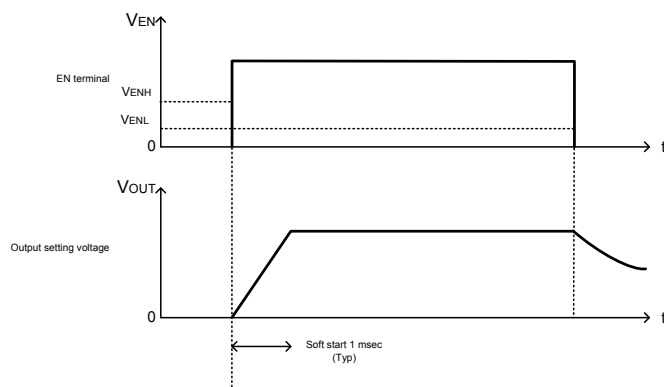 VEN
EN terminal
VENH
VENL
0
t
VOUT
Output setting voltage
0
t
Soft start 1 msec
(Typ)